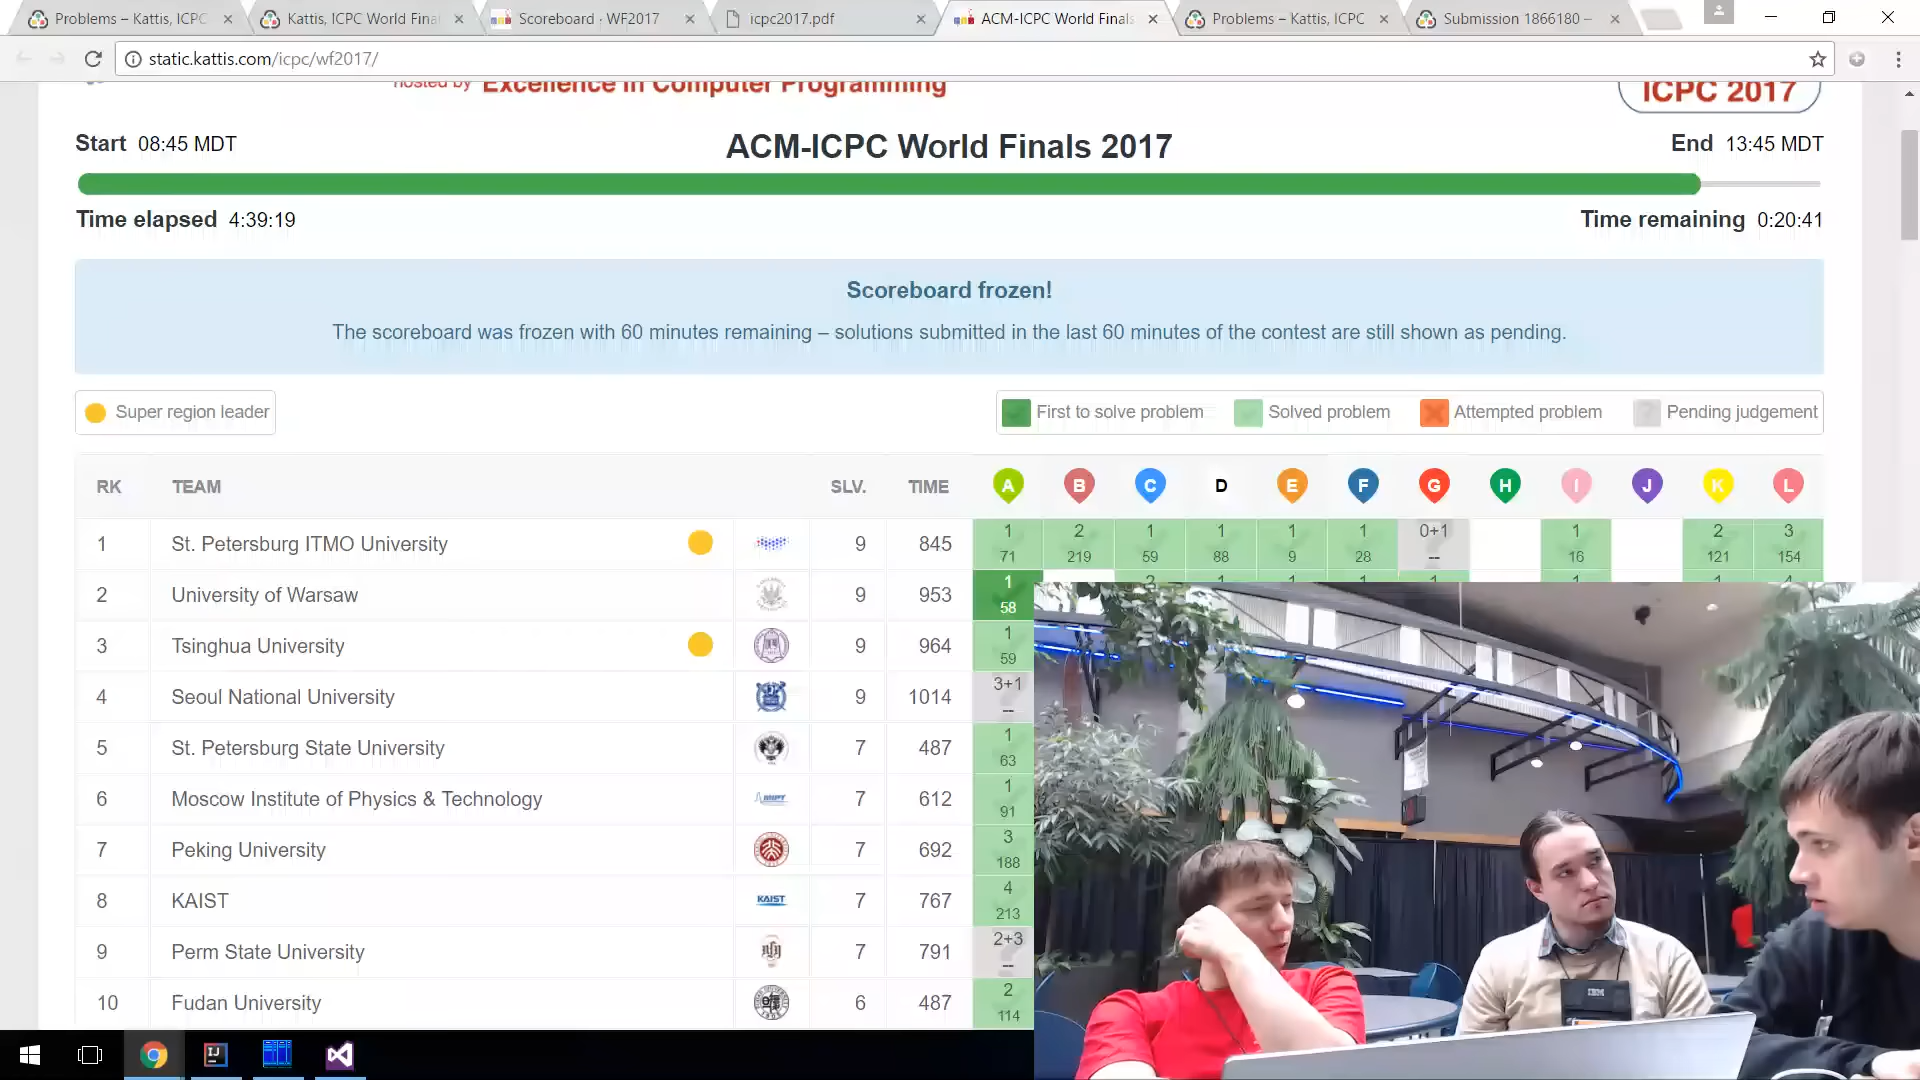 Problems – Kattis, ICPC
Kattis, ICPC World Fina
Scoreboard · WF2017
icpc2017.pdf
ACM-ICPC World Finals
Problems – Kattis, ICPC
Submission 1866180 –
static.kattis.com/icpc/wf2017/
hosted by Excellence in Computer Programming
ICPC 2017
Start 08:45 MDT
ACM-ICPC World Finals 2017
End 13:45 MDT
Time elapsed 4:39:19
Time remaining 0:20:41
Scoreboard frozen!
The scoreboard was frozen with 60 minutes remaining – solutions submitted in the last 60 minutes of the contest are still shown as pending.
Super region leader
First to solve problem
Solved problem
Attempted problem
Pending judgement
RK TEAM SLV. TIME A B C D E F G H I J K L
1 St. Petersburg ITMO University 9 845 1 2 1 1 1 1 0+1 1 2 3
71 219 59 88 9 28 -- 16 121 154
2 University of Warsaw 9 953 1
58
3 Tsinghua University 9 964 1
59
4 Seoul National University 9 1014 3+1
--
5 St. Petersburg State University 7 487 1
63
6 Moscow Institute of Physics & Technology 7 612 1
91
7 Peking University 7 692 3
188
8 KAIST KAIST 7 767 4
213
9 Perm State University 7 791 2+3
--
10 Fudan University 6 487 2
114
IBM